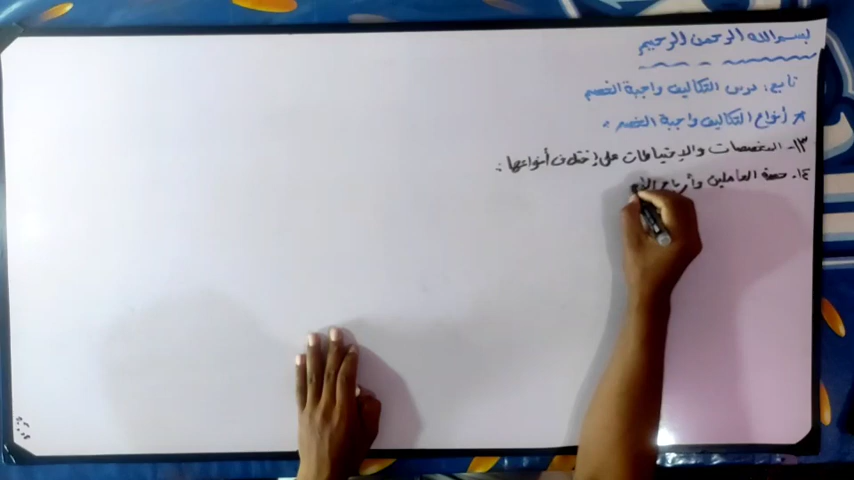 بسم الله الرحمن الرحيم
تابع: درس التكاليف واجبة الخصم
* أنواع التكاليف واجبة الخصم:
١٣- المخصصات والإحتياطات على إختلاف أنواعها:
١٤- حصة العاملين وأرباح